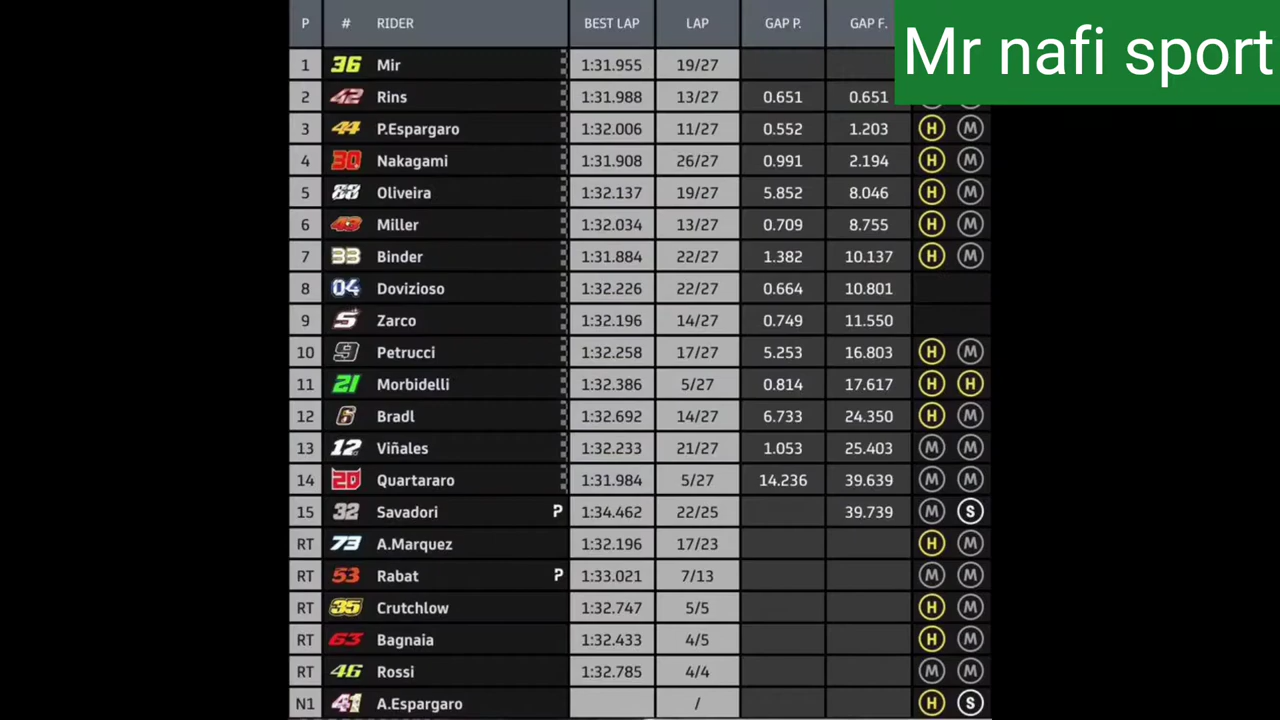 P # RIDER BEST LAP LAP GAP P. GAP F.
Mr nafi sport
1 36 Mir 1:31.955 19/27
2 42 Rins 1:31.988 13/27 0.651 0.651
3 44 P.Espargaro 1:32.006 11/27 0.552 1.203 H M
4 30 Nakagami 1:31.908 26/27 0.991 2.194 H M
5 88 Oliveira 1:32.137 19/27 5.852 8.046 H M
6 43 Miller 1:32.034 13/27 0.709 8.755 H M
7 33 Binder 1:31.884 22/27 1.382 10.137 H M
8 04 Dovizioso 1:32.226 22/27 0.664 10.801
9 5 Zarco 1:32.196 14/27 0.749 11.550
10 9 Petrucci 1:32.258 17/27 5.253 16.803 H M
11 21 Morbidelli 1:32.386 5/27 0.814 17.617 H H
12 6 Bradl 1:32.692 14/27 6.733 24.350 H M
13 12 Viñales 1:32.233 21/27 1.053 25.403 M M
14 20 Quartararo 1:31.984 5/27 14.236 39.639 M M
15 32 Savadori P 1:34.462 22/25 39.739 M S
RT 73 A.Marquez 1:32.196 17/23 H M
RT 53 Rabat P 1:33.021 7/13 M M
RT 35 Crutchlow 1:32.747 5/5 H M
RT 63 Bagnaia 1:32.433 4/5 H M
RT 46 Rossi 1:32.785 4/4 M M
N1 41 A.Espargaro / H S